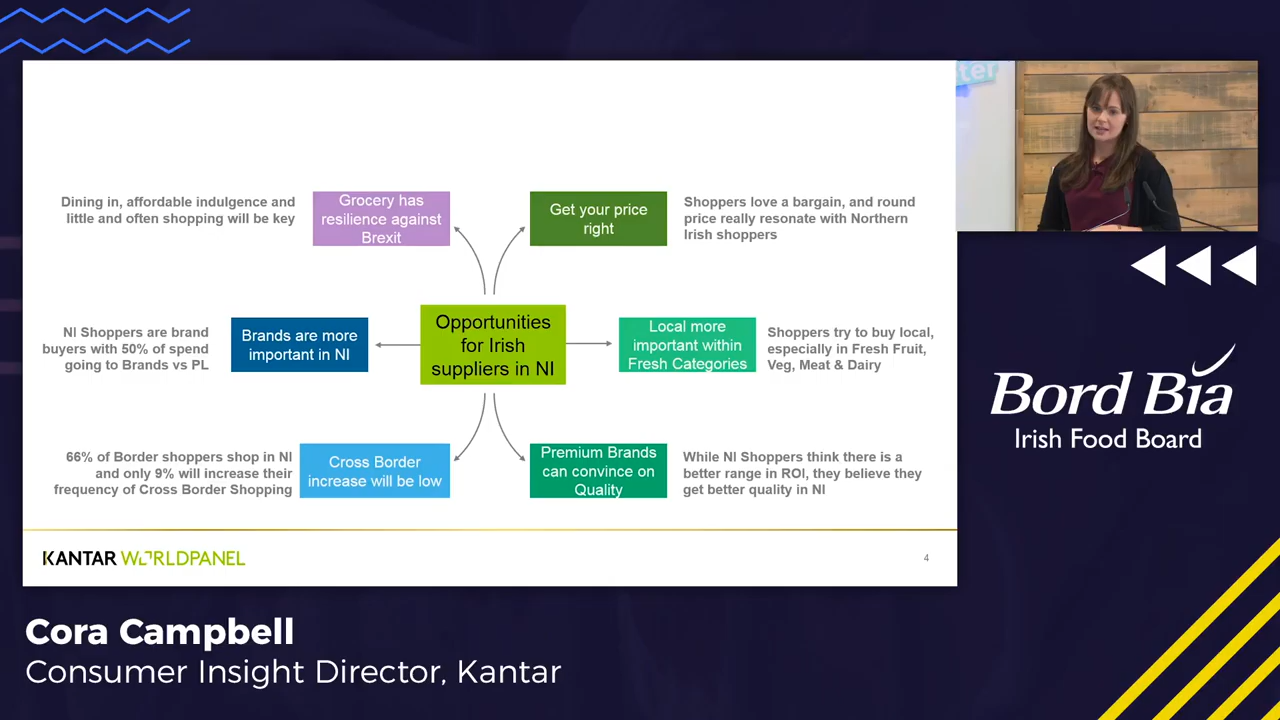 Dining in, affordable indulgence and
little and often shopping will be key
Grocery has
resilience against
Brexit
Get your price
right
Shoppers love a bargain, and round
price really resonate with Northern
Irish shoppers
NI Shoppers are brand
buyers with 50% of spend
going to Brands vs PL
Brands are more
important in NI
Opportunities
for Irish
suppliers in NI
Local more
important within
Fresh Categories
Shoppers try to buy local,
especially in Fresh Fruit,
Veg, Meat & Dairy
66% of Border shoppers shop in NI
and only 9% will increase their
frequency of Cross Border Shopping
Cross Border
increase will be low
Premium Brands
can convince on
Quality
While NI Shoppers think there is a
better range in ROI, they believe they
get better quality in NI
KANTAR WORLDPANEL
4
Bord Bia
Irish Food Board
Cora Campbell
Consumer Insight Director, Kantar